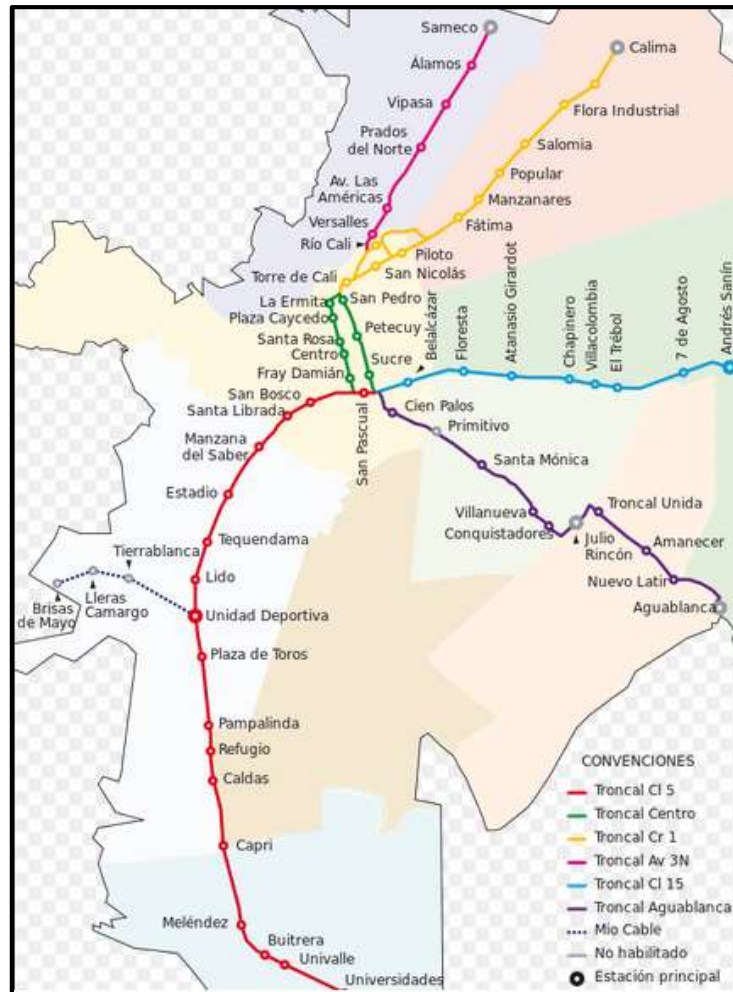 Sameco
Calima
Álamos
Vipasa
Flora Industrial
Prados
del Norte
Salomia
Popular
Av. Las
Américas
Manzanares
Versalles
Fátima
Río Cali
Piloto
San Nicolás
Torre de Cali
La Ermita
San Pedro
Plaza Caycedo
Petecuy
Santa Rosa
Centro
Sucre
Fray Damián
Belalcázar
Floresta
Atanasio Girardot
Chapinero
Villacolombia
El Trébol
7 de Agosto
Andrés Sanín
San Bosco
Santa Librada
San Pascual
Cien Palos
Primitivo
Manzana
del Saber
Santa Mónica
Estadio
Villanueva
Troncal Unida
Conquistadores
Julio
Rincón
Amanecer
Tequendama
Tierrablanca
Lido
Nuevo Latir
Brisas
de Mayo
Lleras
Camargo
Unidad Deportiva
Aguablanca
Plaza de Toros
Pampalinda
Refugio
Caldas
Capri
Meléndez
Buitrera
Univalle
Universidades
CONVENCIONES
Troncal Cl 5
Troncal Centro
Troncal Cr 1
Troncal Av 3N
Troncal Cl 15
Troncal Aguablanca
Mio Cable
No habilitado
Estación principal